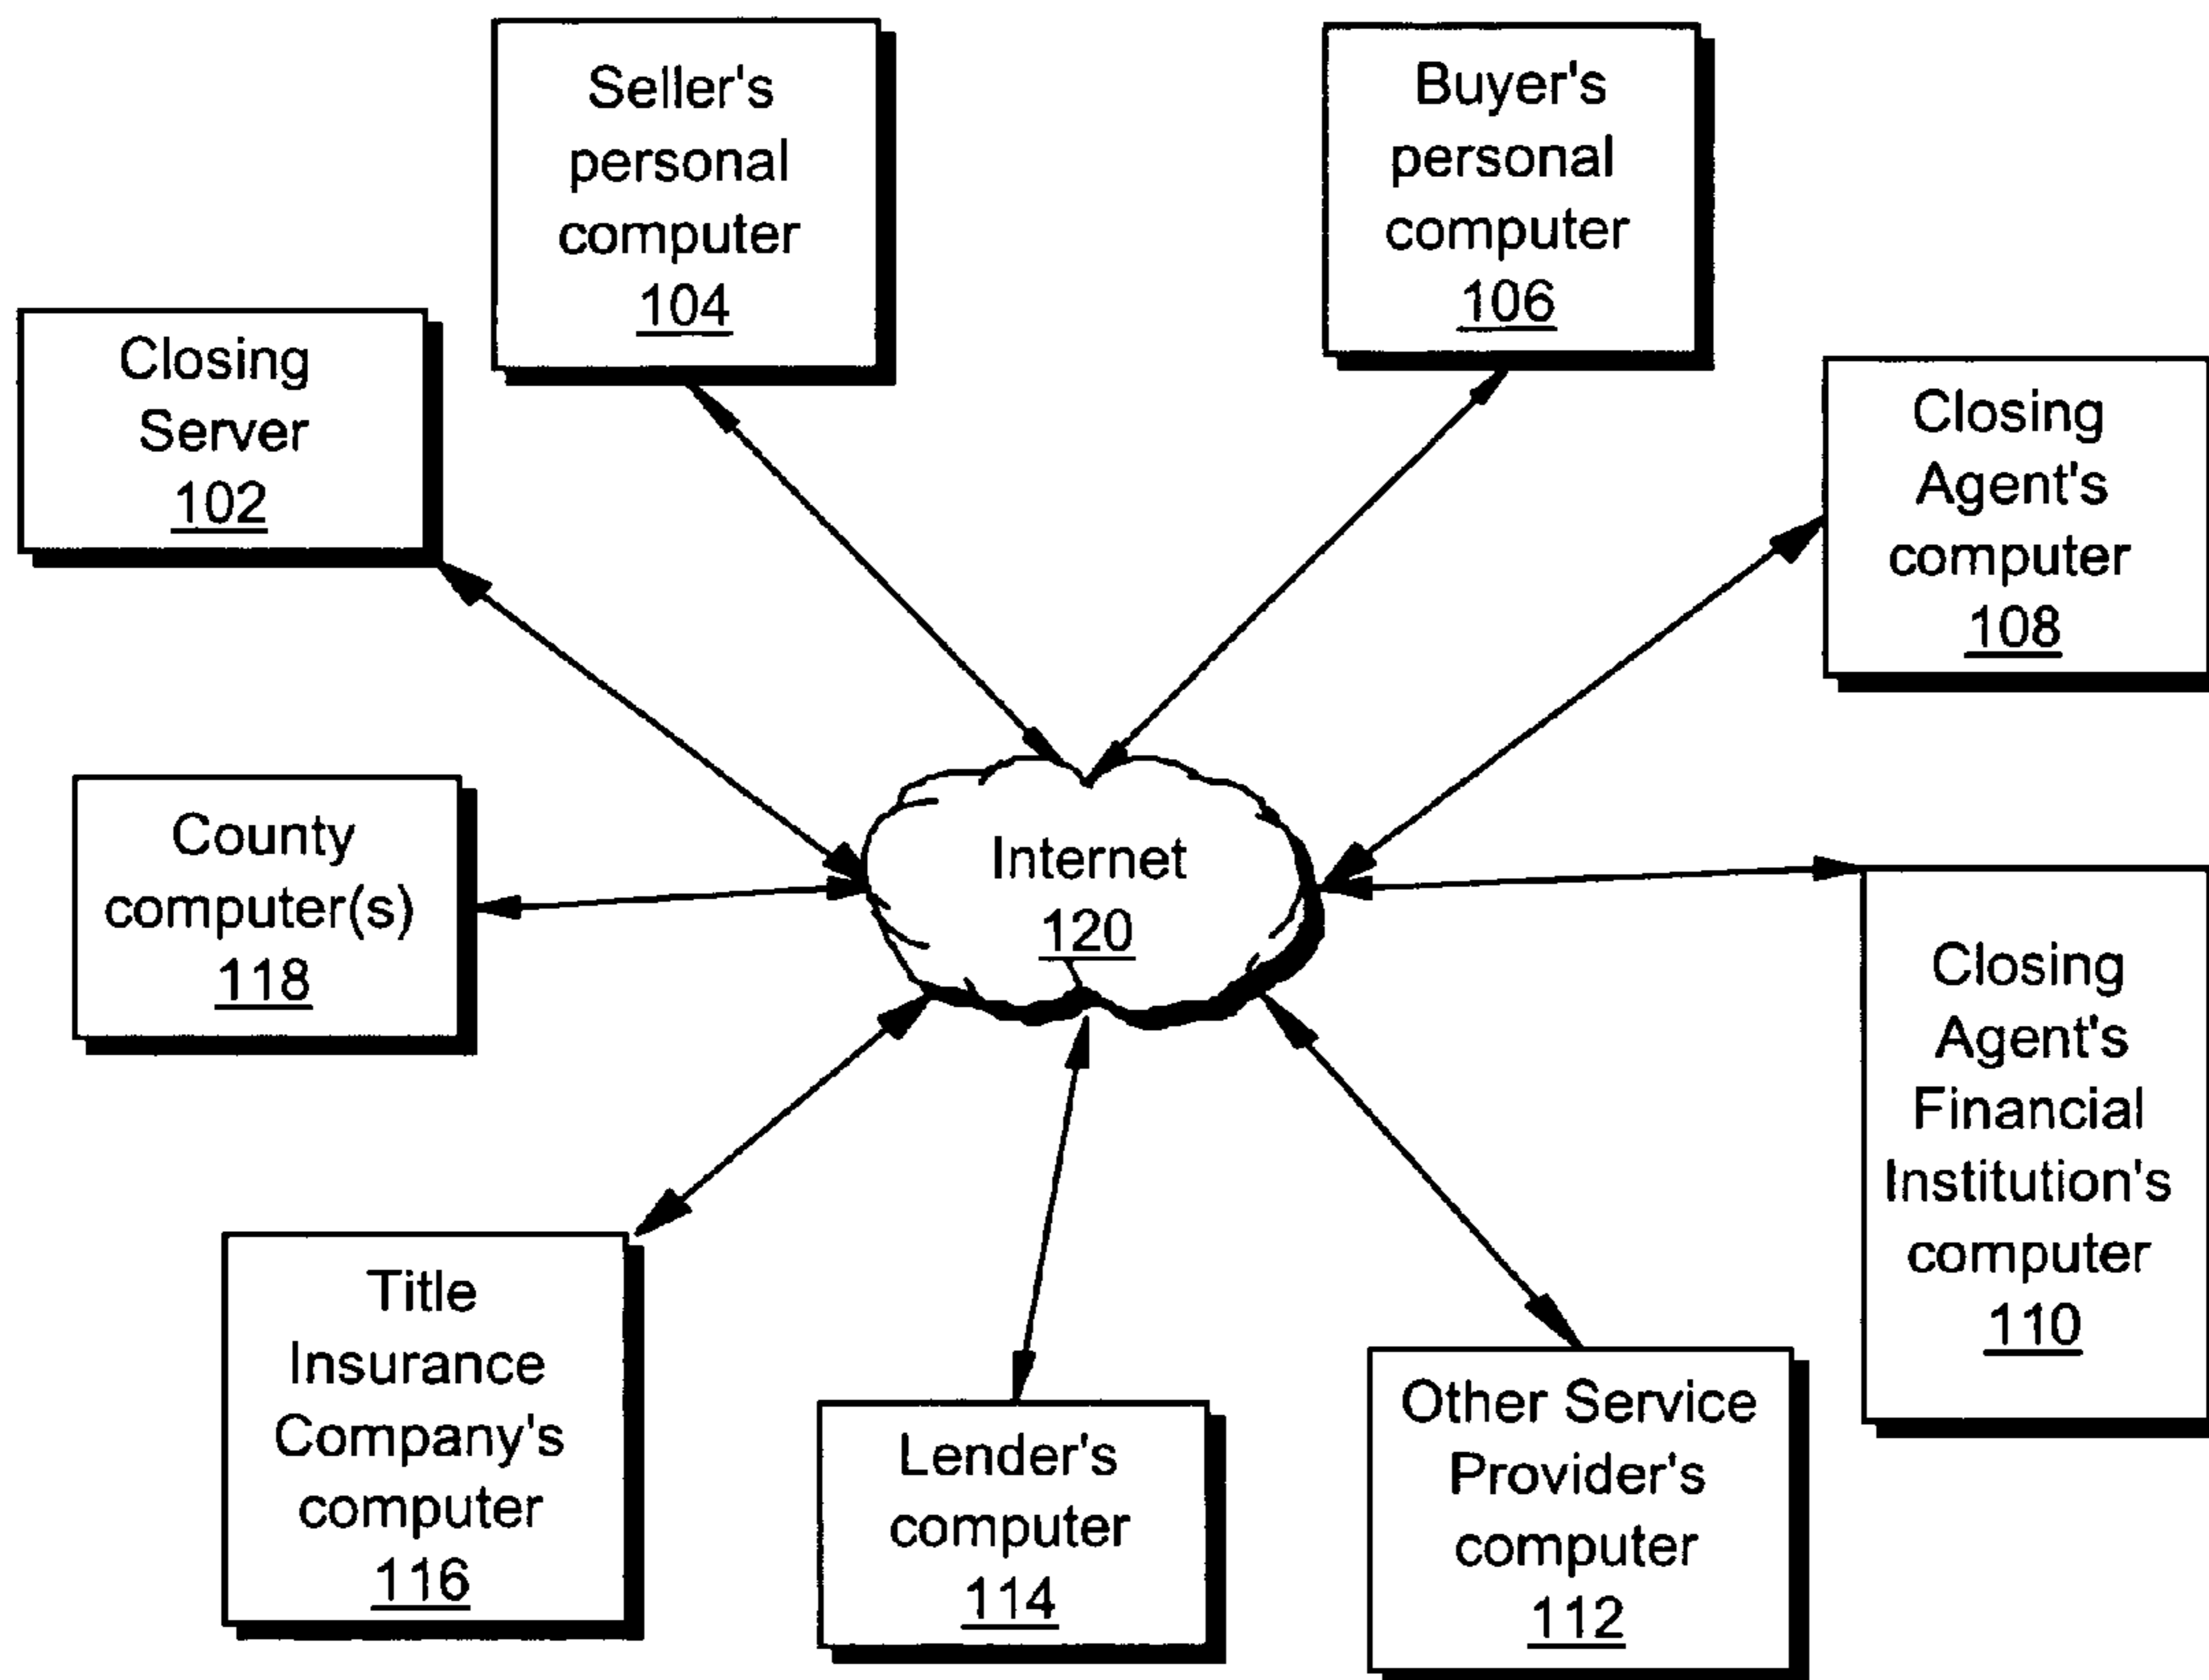 Seller's
personal
computer
104
Buyer's
personal
computer
106
Closing
Server
102
Closing
Agent's
computer
108
County
computer(s)
118
Internet
120
Closing
Agent's
Financial
Institution's
computer
110
Title
Insurance
Company's
computer
116
Lender's
computer
114
Other Service
Provider's
computer
112